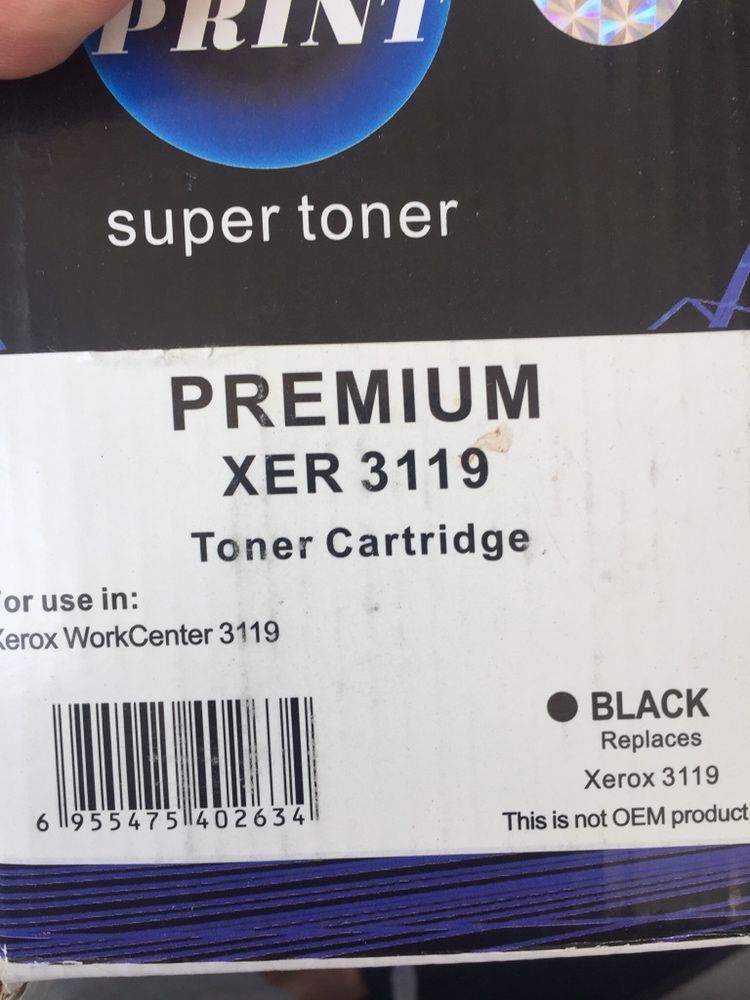 PRINT
super toner
PREMIUM
XER 3119
Toner Cartridge
or use in:
Xerox WorkCenter 3119
BLACK
Replaces
Xerox 3119
This is not OEM product
6 955475 402634